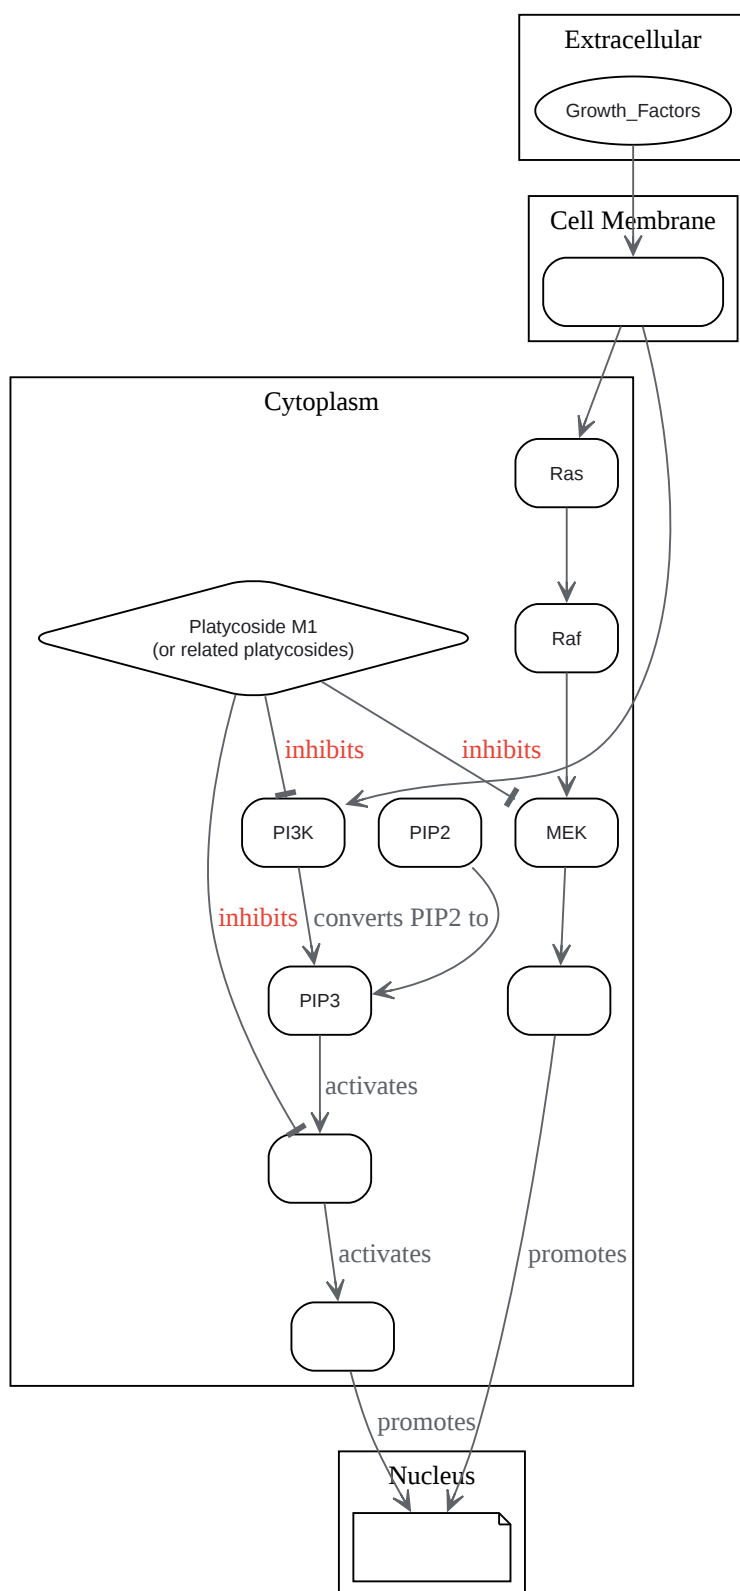 Extracellular
Growth_Factors
Cell Membrane
Cytoplasm
Ras
Platycoside M1
(or related platycosides)
Raf
inhibits
inhibits
PI3K
PIP2
MEK
inhibits
converts PIP2 to
PIP3
activates
activates
promotes
promotes
Nucleus